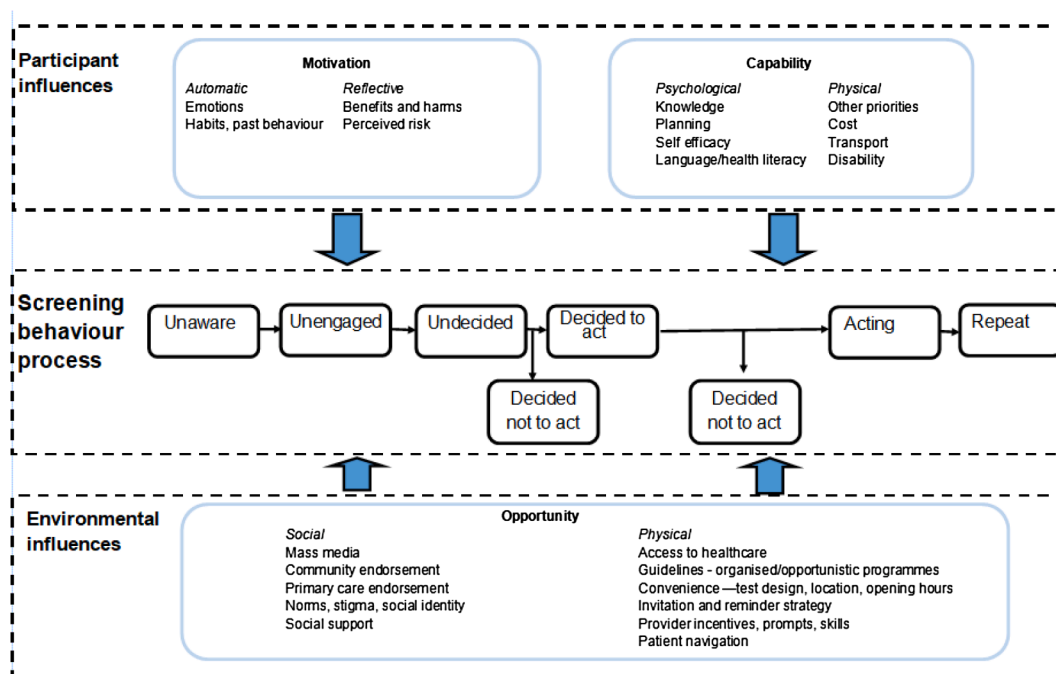 Participant
influences
Motivation
Automatic
Emotions
Habits, past behaviour
Reflective
Benefits and harms
Perceived risk
Capability
Psychological
Knowledge
Planning
Self efficacy
Language/health literacy
Physical
Other priorities
Cost
Transport
Disability
Screening
behaviour
process
Unaware
Unengaged
Undecided
Decided to
act
Acting
Repeat
Decided
not to act
Decided
not to act
Environmental
influences
Opportunity
Social
Mass media
Community endorsement
Primary care endorsement
Norms, stigma, social identity
Social support
Physical
Access to healthcare
Guidelines - organised/opportunistic programmes
Convenience —test design, location, opening hours
Invitation and reminder strategy
Provider incentives, prompts, skills
Patient navigation